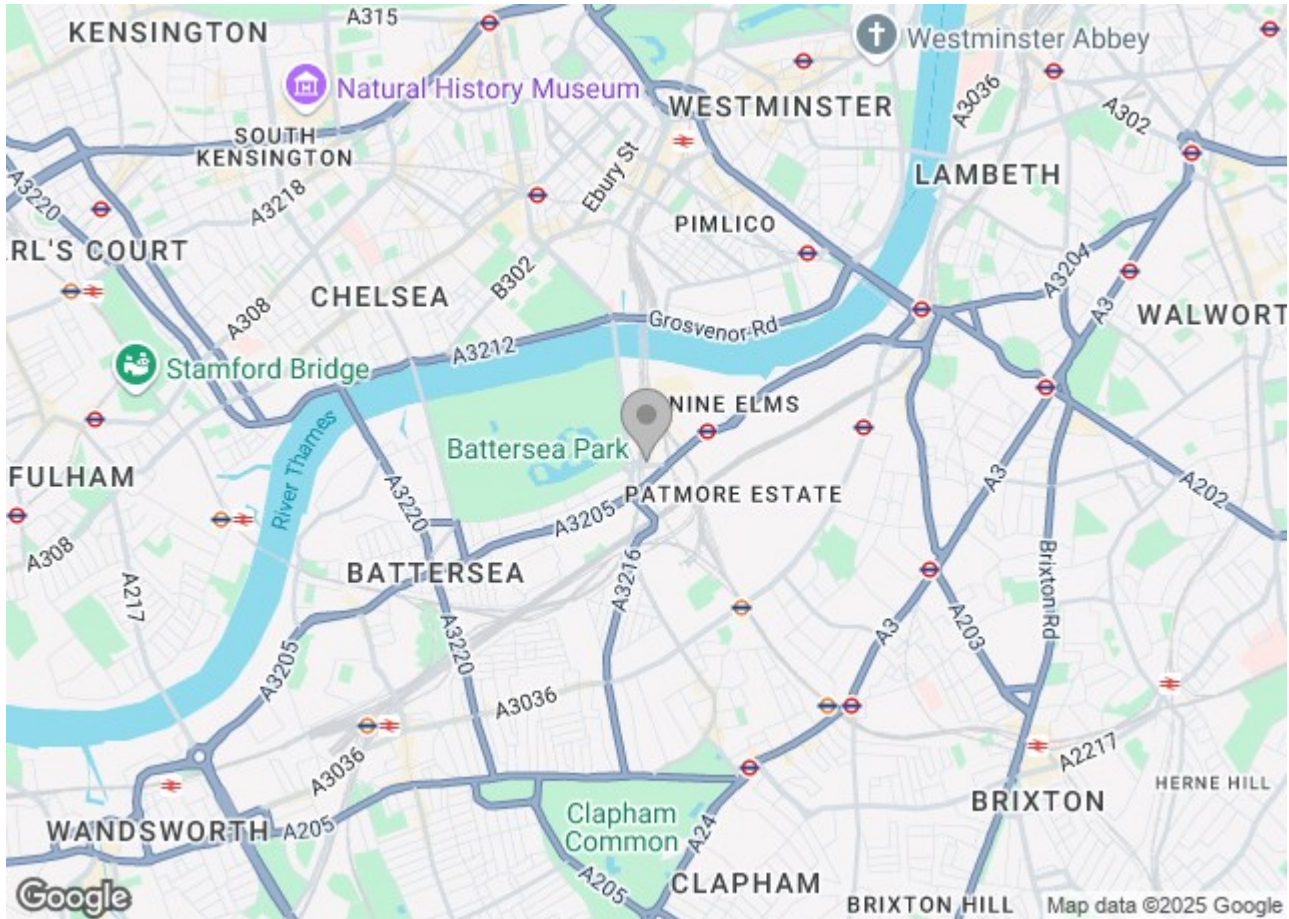 A315
KENSINGTON
Westminster Abbey
Natural History Museum
WESTMINSTER
A3036
A302
SOUTH
KENSINGTON
Ebury St
LAMBETH
A3220
A3218
PIMLICO
RL'S COURT
B302
A3204
CHELSEA
A308
Grosvenor Rd
A3
WALWORT
A3212
Stamford Bridge
NINE ELMS
River Thames
Battersea Park
FULHAM
A3220
PATMORE ESTATE
A3
A202
A3205
A308
BATTERSEA
A3216
A217
Brixton Rd
A3220
A3
A203
A3205
A3036
A3036
A2217
HERNE HILL
BRIXTON
WANDSWORTH
A205
Clapham
Common
A24
A205
CLAPHAM
Google
BRIXTON HILL
Map data ©2025 Google